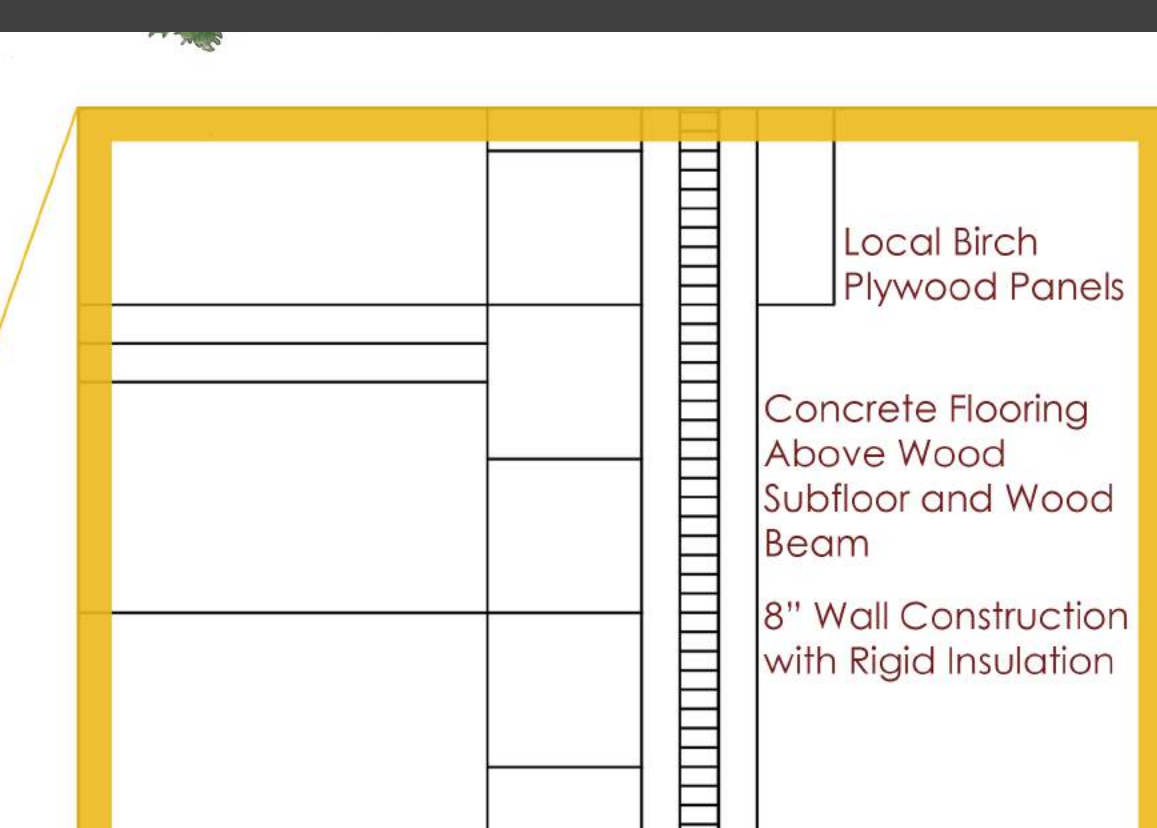 Local Birch
Plywood Panels
Concrete Flooring
Above Wood
Subfloor and Wood
Beam
8” Wall Construction
with Rigid Insulation